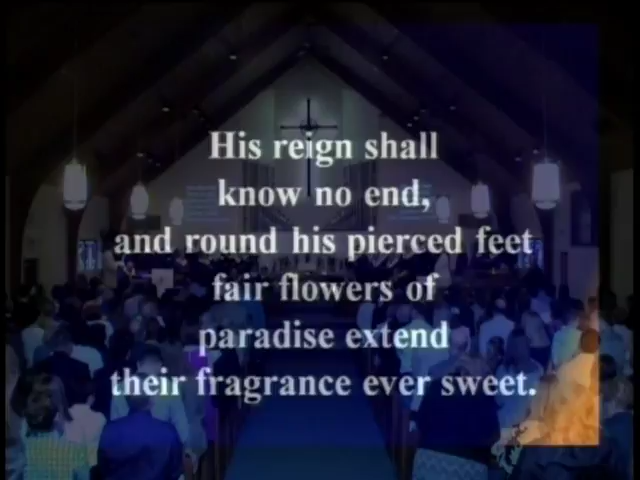 His reign shall
know no end,
and round his pierced feet
fair flowers of
paradise extend
their fragrance ever sweet.